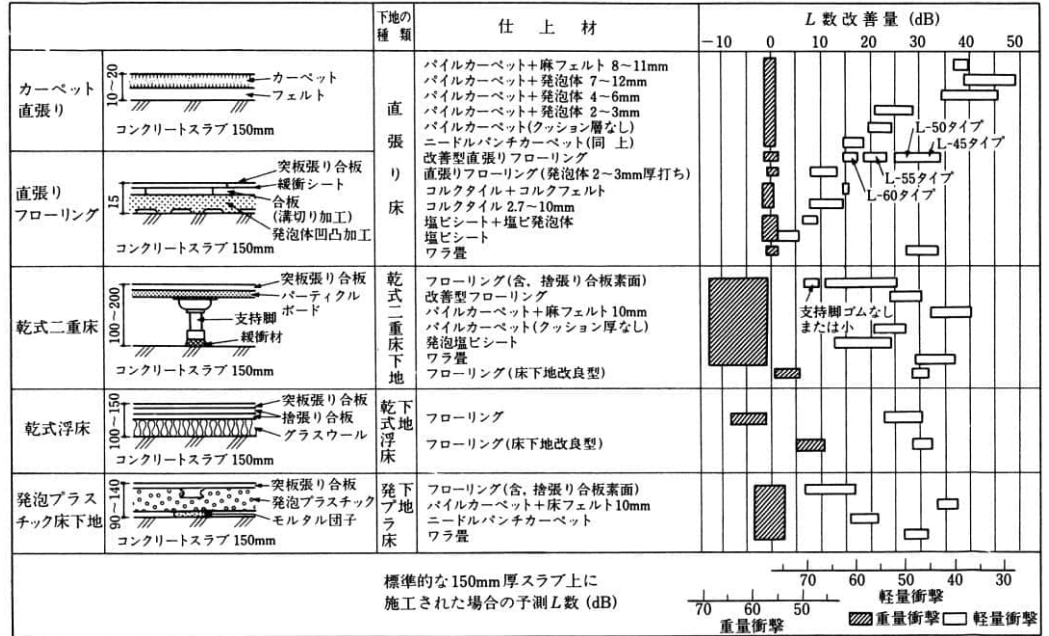 下地の種類
仕上材
L数改善量 (dB)
-10 0 10 20 30 40 50
カーペット直張り
10~20
カーペット
フェルト
コンクリートスラブ 150mm
直張りフローリング
15
突板張り合板
緩衝シート
合板
(溝切り加工)
発泡体凹凸加工
コンクリートスラブ 150mm
直張り床
パイルカーペット+麻フェルト 8~11mm
パイルカーペット+発泡体 7~12mm
パイルカーペット+発泡体 4~6mm
パイルカーペット+発泡体 2~3mm
パイルカーペット(クッション層なし)
ニードルパンチカーペット(同 上)
改善型直張りフローリング
直張りフローリング(発泡体2~3mm厚打ち)
コルクタイル+コルクフェルト
コルクタイル 2.7~10mm
塩ビシート+塩ビ発泡体
塩ビシート
ワラ畳
L-50タイプ
L-45タイプ
L-55タイプ
L-60タイプ
乾式二重床
100~200
突板張り合板
パーティクルボード
支持脚
緩衝材
コンクリートスラブ 150mm
乾式二重床下地
フローリング(含、捨張り合板素面)
改善型フローリング
パイルカーペット+麻フェルト10mm
パイルカーペット(クッション厚なし)
発泡塩ビシート
ワラ畳
フローリング(床下地改良型)
支持脚ゴムなし
または小
乾式浮床
100~150
突板張り合板
捨張り合板
グラスウール
コンクリートスラブ 150mm
乾式浮床下地
フローリング
フローリング(床下地改良型)
発泡プラスチック床下地
90~140
突板張り合板
発泡プラスチック
モルタル団子
コンクリートスラブ 150mm
発プラ床下地
フローリング(含、捨張り合板素面)
パイルカーペット+床フェルト10mm
ニードルパンチカーペット
ワラ畳
標準的な150mm厚スラブ上に
施工された場合の予測L数 (dB)
70 60 50 40 30
軽量衝撃
70 60 50
重量衝撃
重量衝撃 軽量衝撃